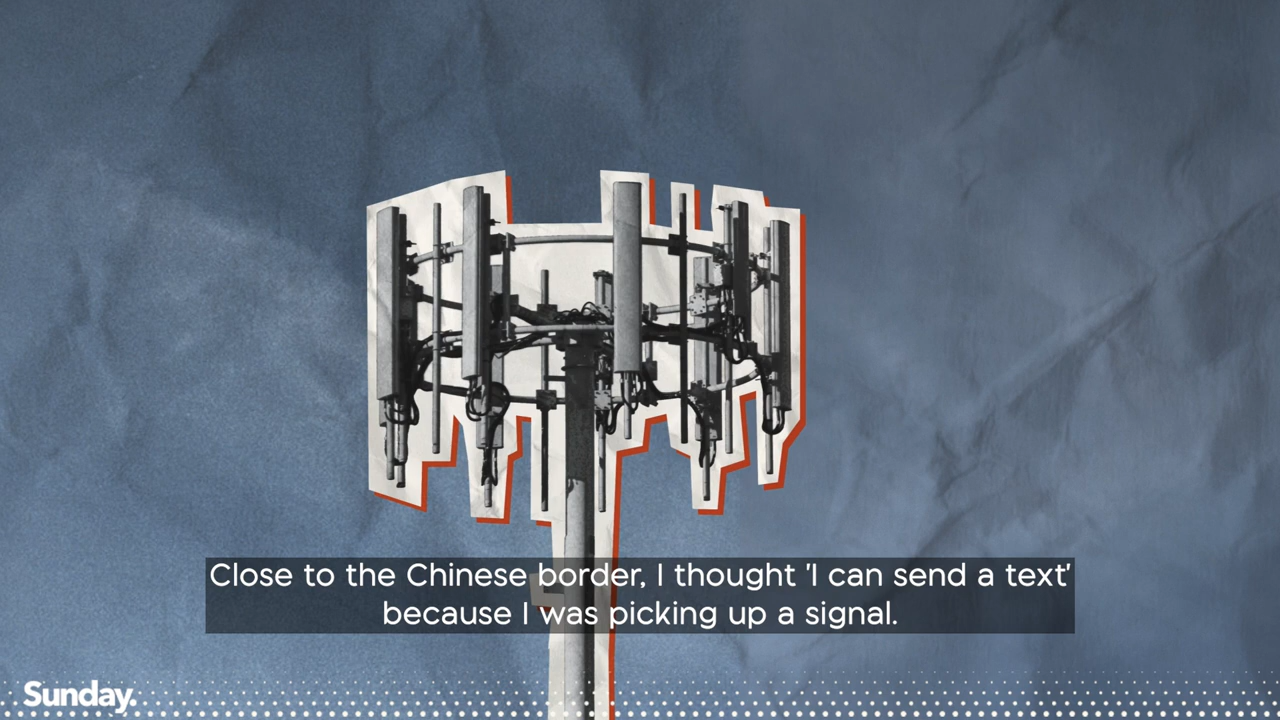 Close to the Chinese border, I thought 'I can send a text'
because I was picking up a signal.
Sunday.